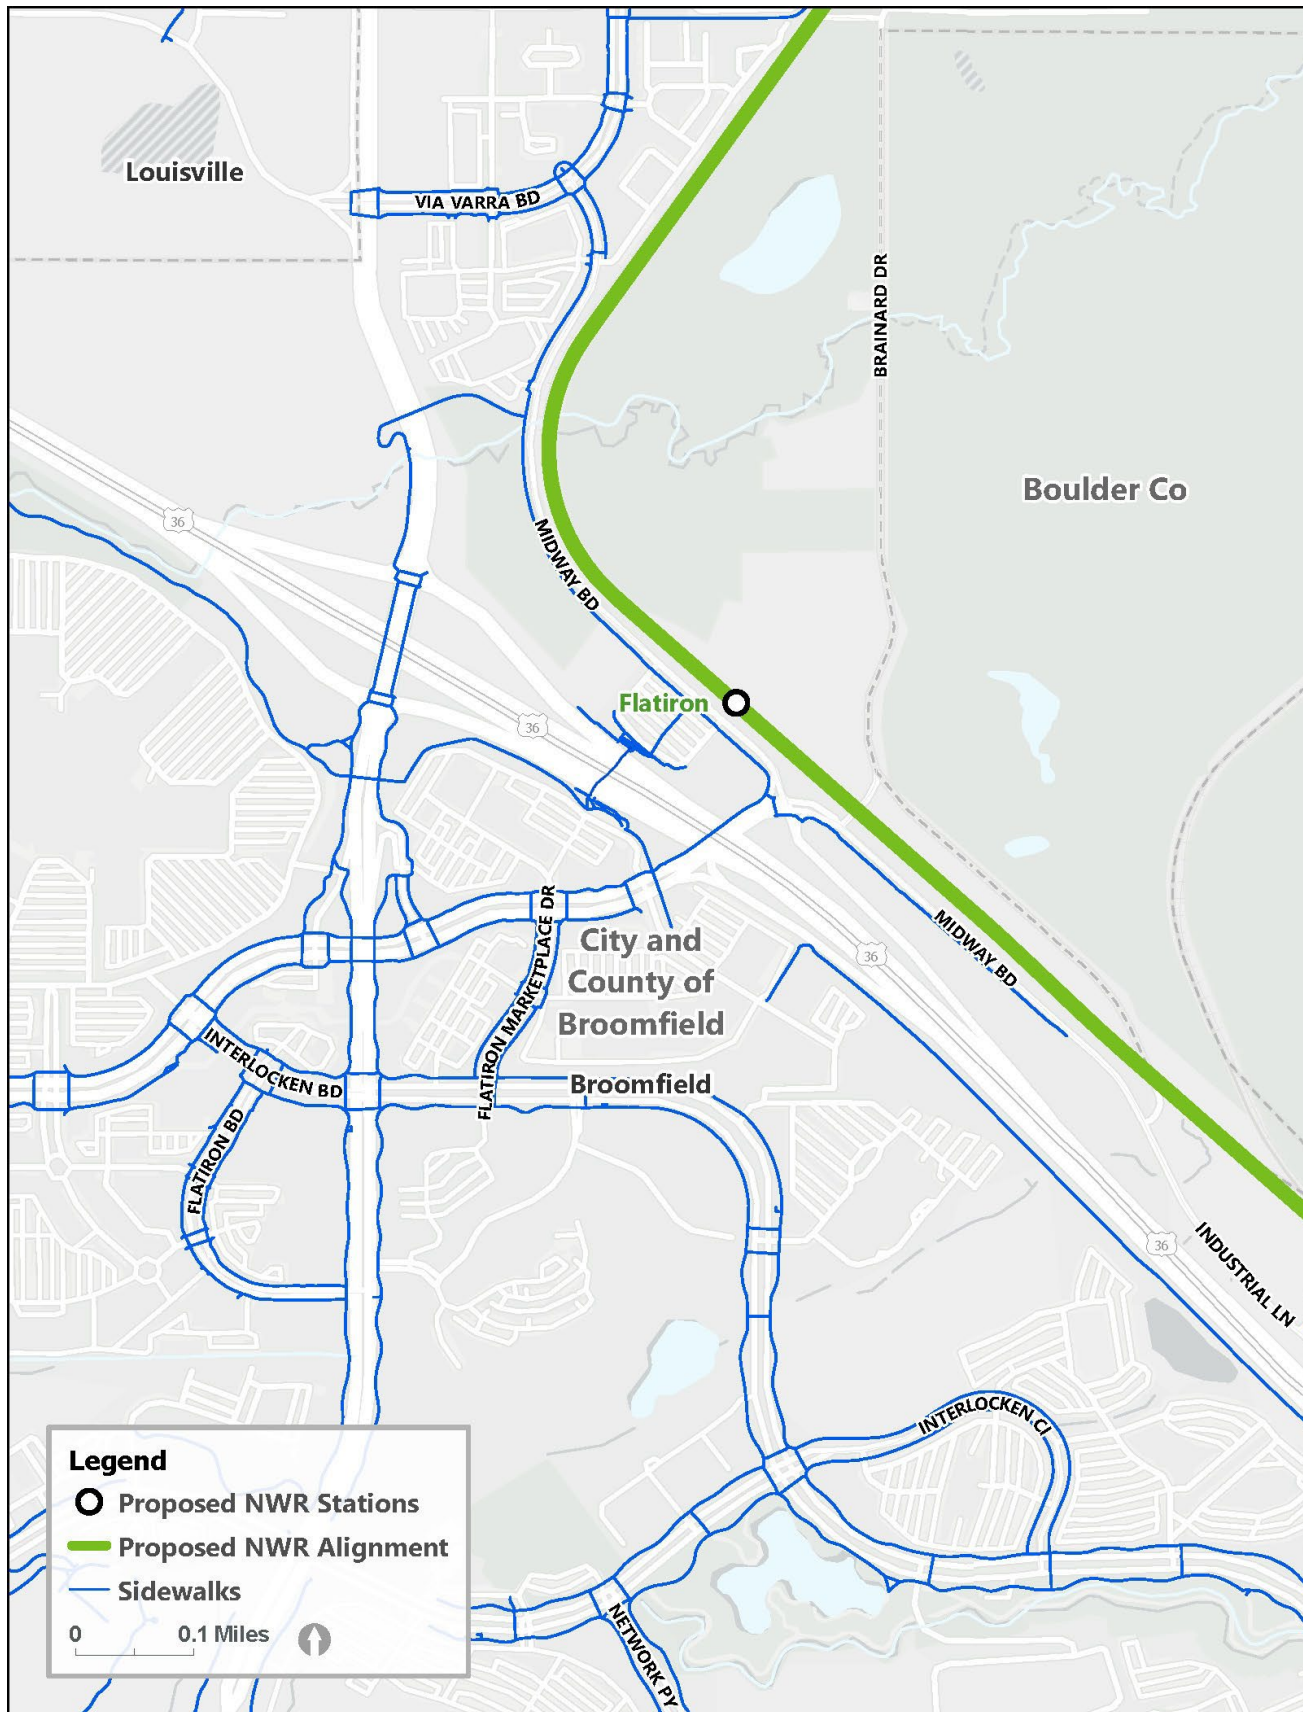 Louisville
VIA VARRA BD
BRAINARD DR
Boulder Co
36
MIDWAY BD
Flatiron
36
FLATIRON MARKETPLACE DR
City and
County of
Broomfield
MIDWAY BD
36
INTERLOCKEN BD
Broomfield
FLATIRON BD
36
INDUSTRIAL LN
INTERLOCKEN CI
NETWORK PY
Legend
Proposed NWR Stations
Proposed NWR Alignment
Sidewalks
0 0.1 Miles